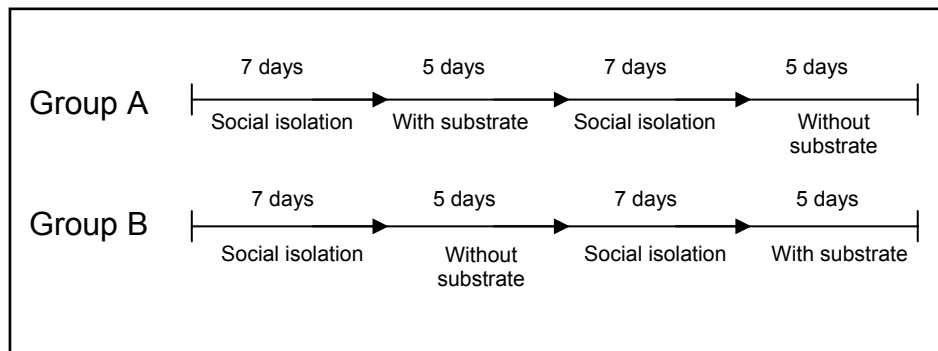 7 days 5 days 7 days 5 days
Group A
Social isolation With substrate Social isolation Without
substrate
7 days 5 days 7 days 5 days
Group B
Social isolation Without Social isolation With substrate
substrate